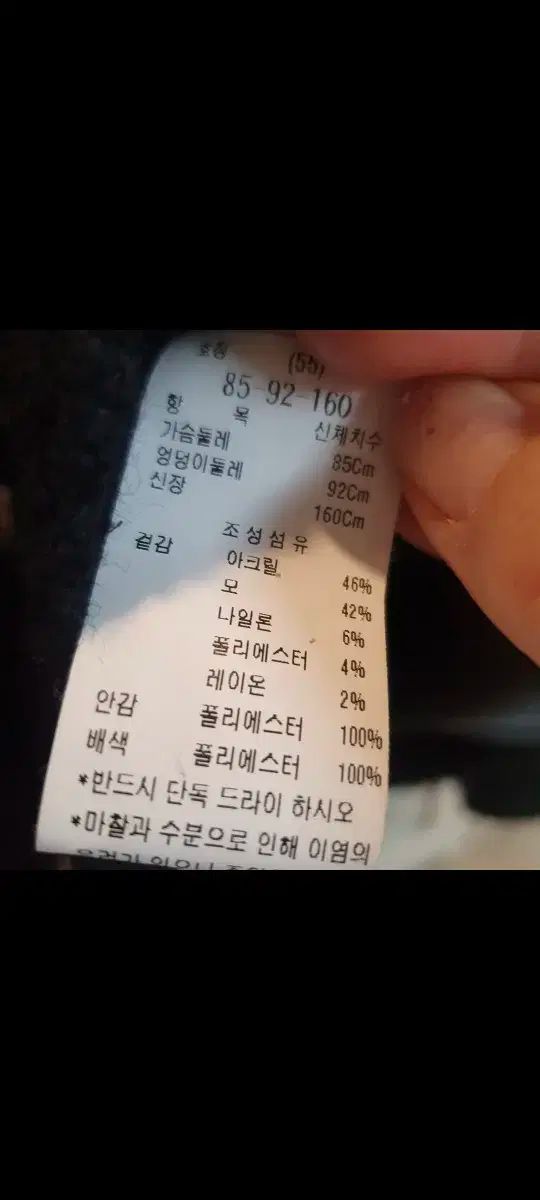 호칭 (55)
85-92-160
항 목 신체치수
가슴둘레 85Cm
엉덩이둘레 92Cm
신장 160Cm
조성섬유
겉감 아크릴 46%
모 42%
나일론 6%
폴리에스터 4%
레이온 2%
안감 폴리에스터 100%
배색 폴리에스터 100%
*반드시 단독 드라이 하시오
*마찰과 수분으로 인해 이염의